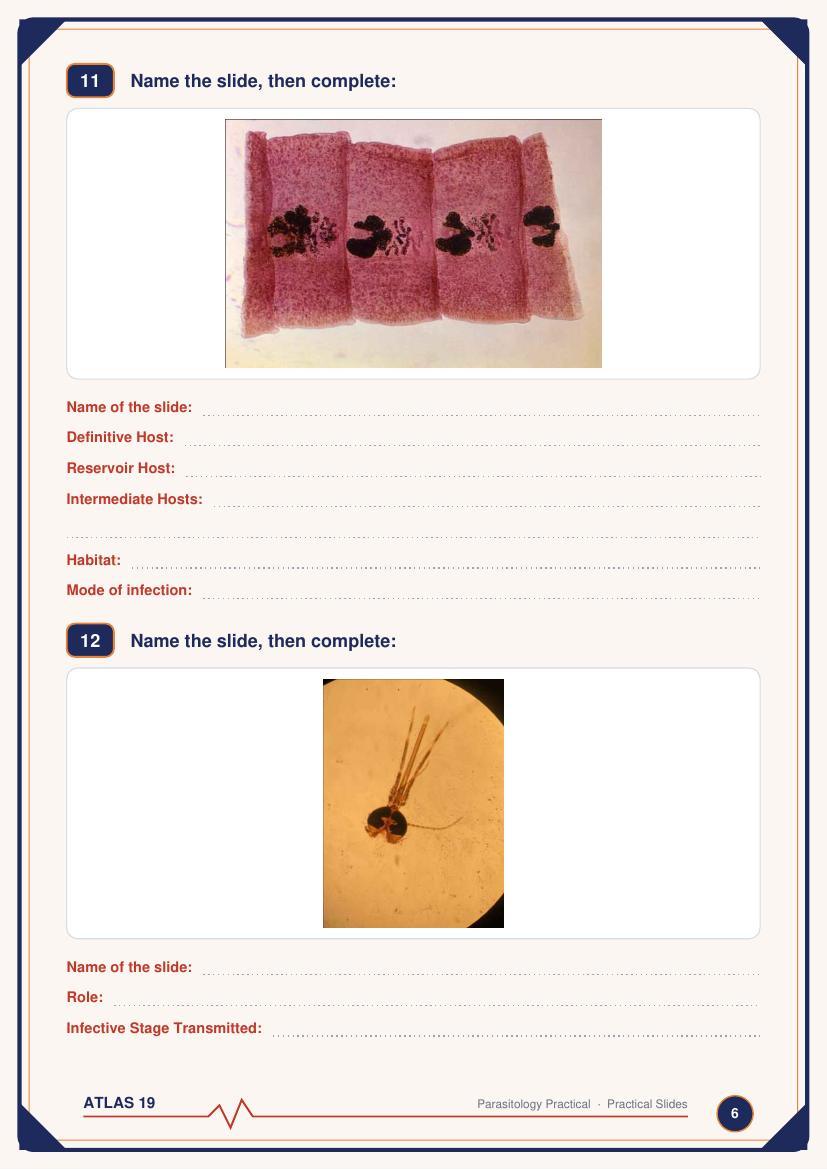 11 Name the slide, then complete:
Name of the slide:
Definitive Host:
Reservoir Host:
Intermediate Hosts:
Habitat:
Mode of infection:
12 Name the slide, then complete:
Name of the slide:
Role:
Infective Stage Transmitted:
ATLAS 19 Parasitology Practical · Practical Slides 6